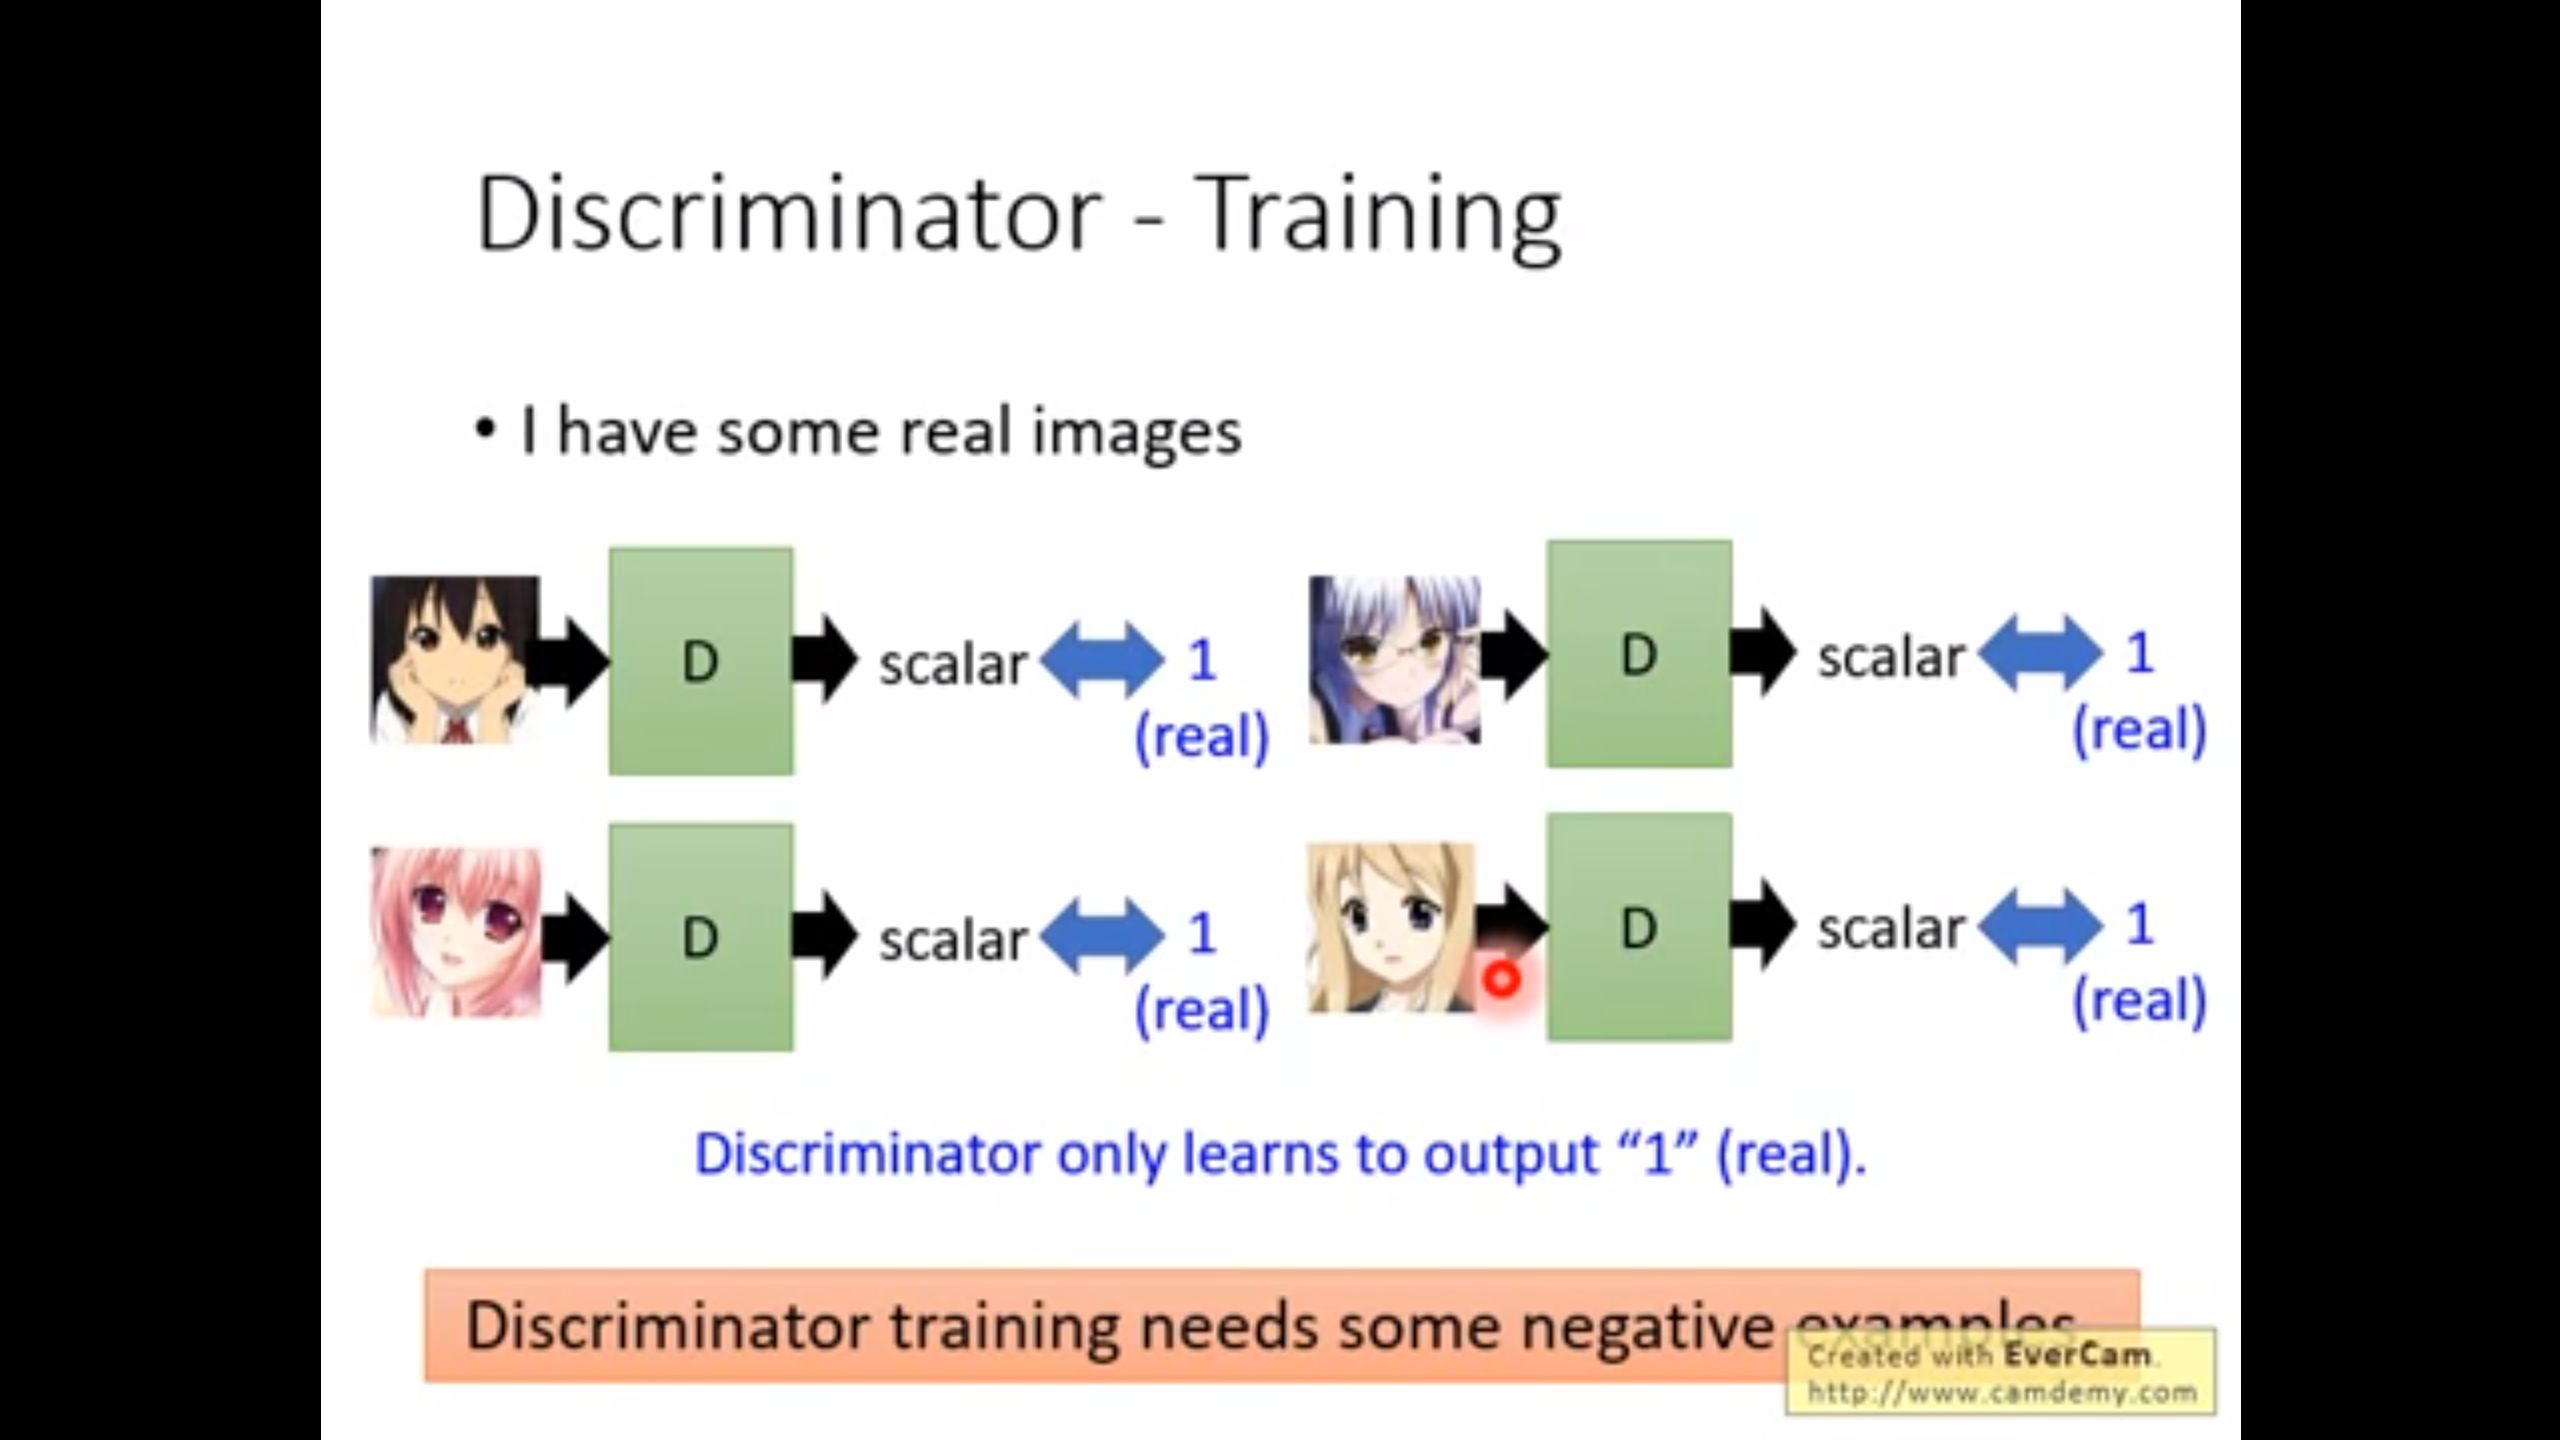 Discriminator - Training
• I have some real images
D
scalar
1
(real)
D
scalar
1
(real)
D
scalar
1
(real)
D
scalar
1
(real)
Discriminator only learns to output “1” (real).
Discriminator training needs some negative examples
Created with EverCam.
http://www.camdemy.com